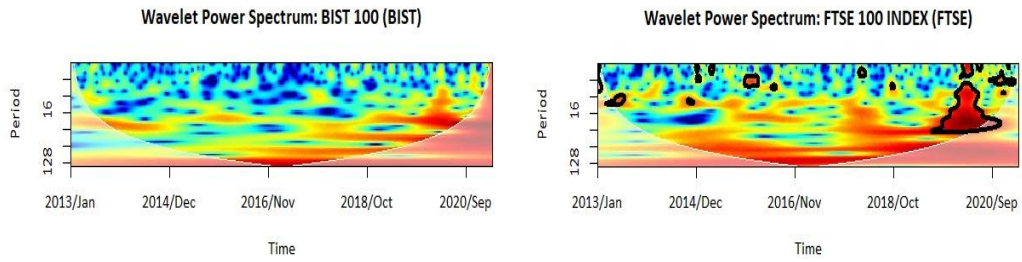 Wavelet Power Spectrum: BIST 100 (BIST)
Period
16
128
2013/Jan 2014/Dec 2016/Nov 2018/Oct 2020/Sep
Time
Wavelet Power Spectrum: FTSE 100 INDEX (FTSE)
Period
16
128
2013/Jan 2014/Dec 2016/Nov 2018/Oct 2020/Sep
Time